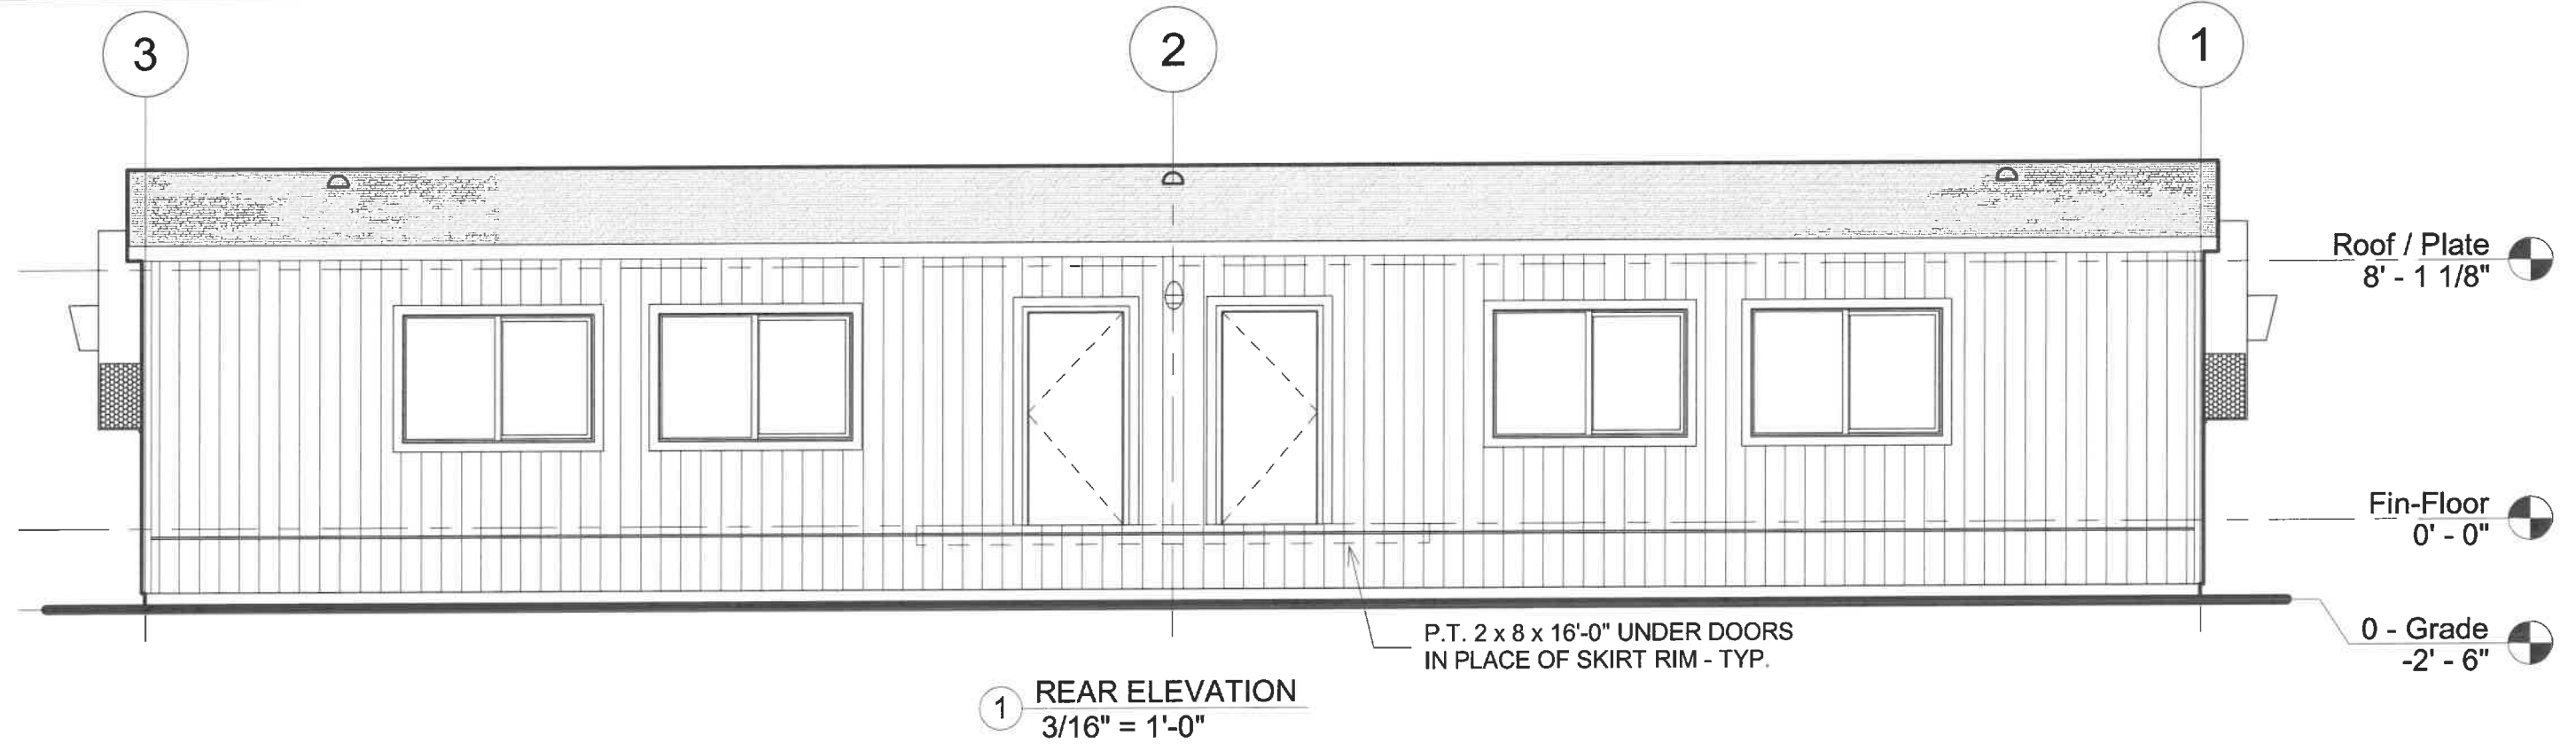 3
2
1
Roof / Plate
8' - 1 1/8"
Fin-Floor
0' - 0"
0 - Grade
-2' - 6"
P.T. 2 x 8 x 16'-0" UNDER DOORS
IN PLACE OF SKIRT RIM - TYP.
1 REAR ELEVATION
3/16" = 1'-0"